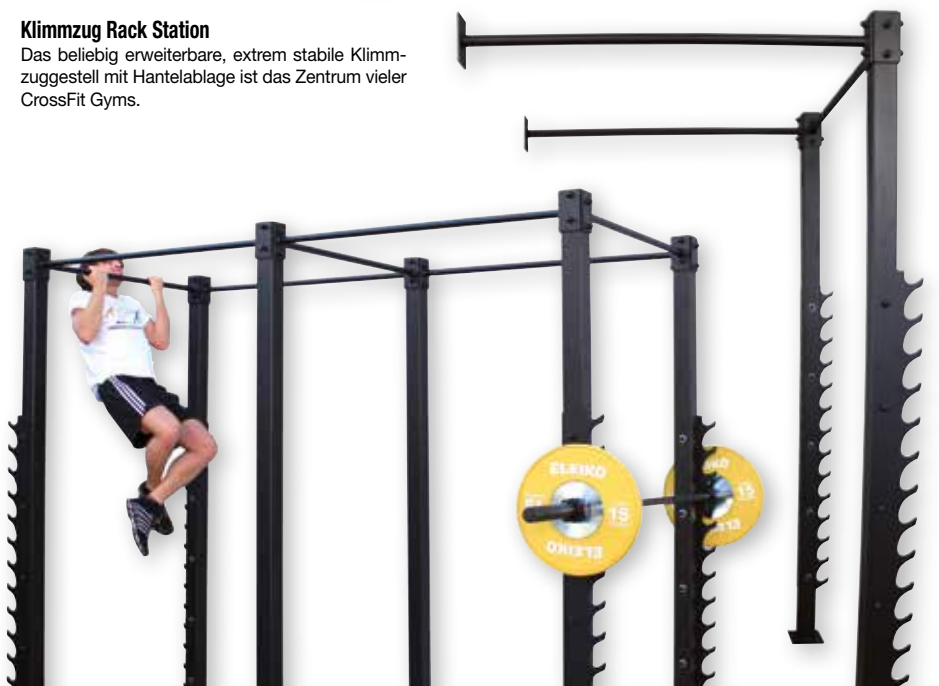 Klimmzug Rack Station
Das beliebig erweiterbare, extrem stabile Klimm-
zuggestell mit Hantelablage ist das Zentrum vieler
CrossFit Gyms.
ELEIKO
15
ELEIKO
15